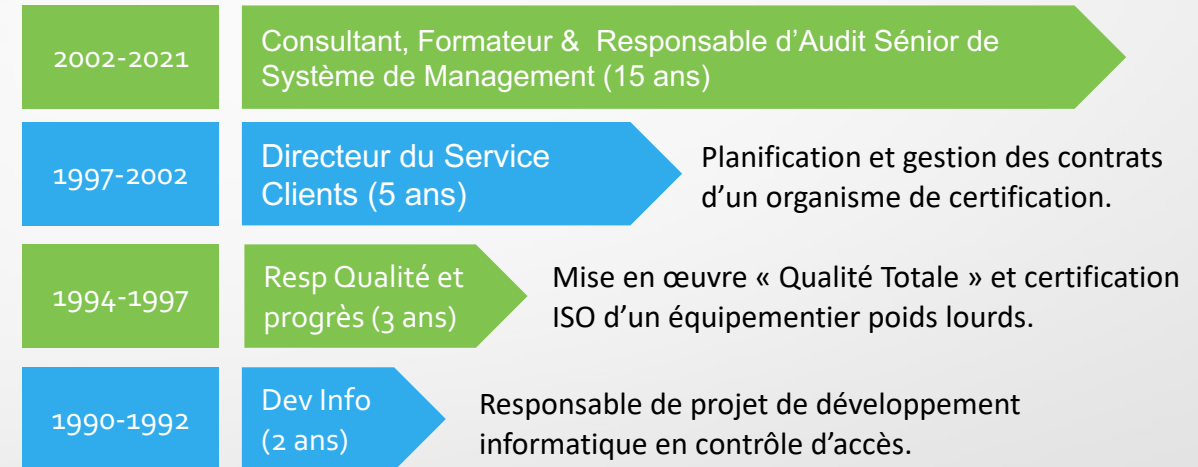 2002-2021
Consultant, Formateur & Responsable d’Audit Sénior de
Système de Management (15 ans)
1997-2002
Directeur du Service
Clients (5 ans)
Planification et gestion des contrats
d’un organisme de certification.
1994-1997
Resp Qualité et
progrès (3 ans)
Mise en œuvre « Qualité Totale » et certification
ISO d’un équipementier poids lourds.
1990-1992
Dev Info
(2 ans)
Responsable de projet de développement
informatique en contrôle d’accès.